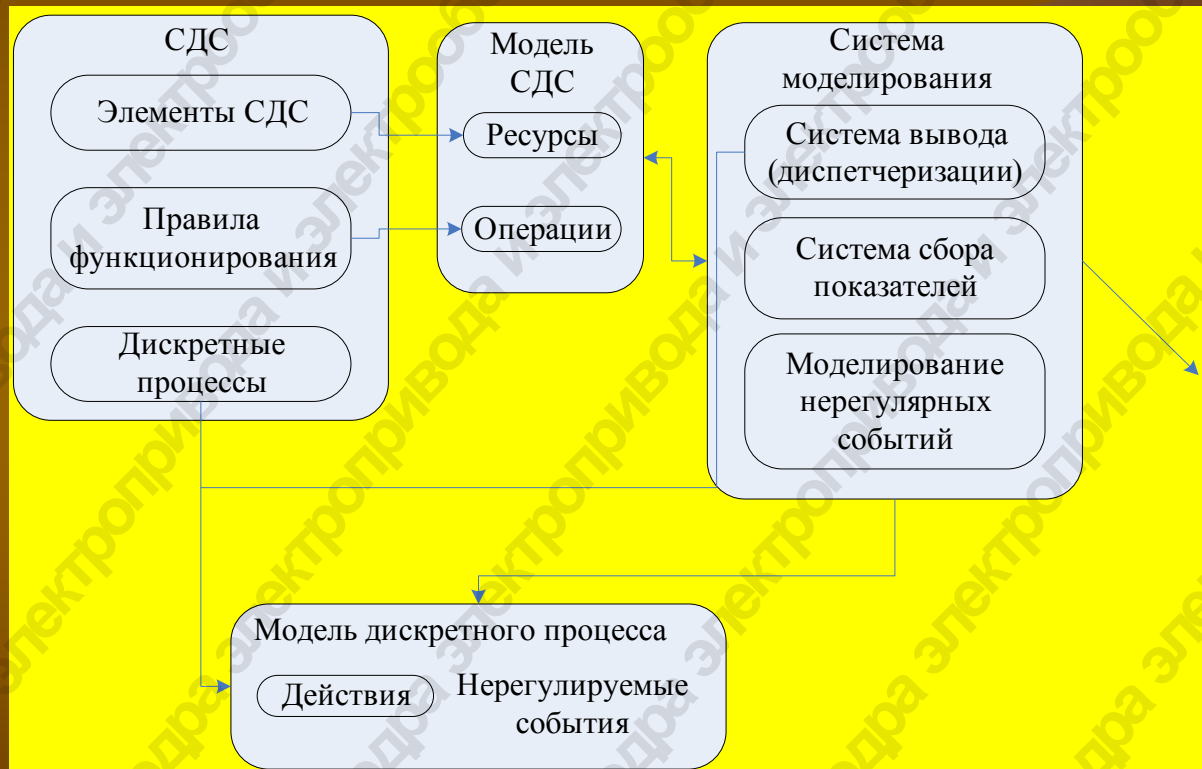 СДС
Элементы СДС
Правила
функционирования
Дискретные
процессы
Модель
СДС
Ресурсы
Операции
Система
моделирования
Система вывода
(диспетчеризации)
Система сбора
показателей
Моделирование
нерегулярных
событий
Модель дискретного процесса
Действия
Нерегулируемые
события